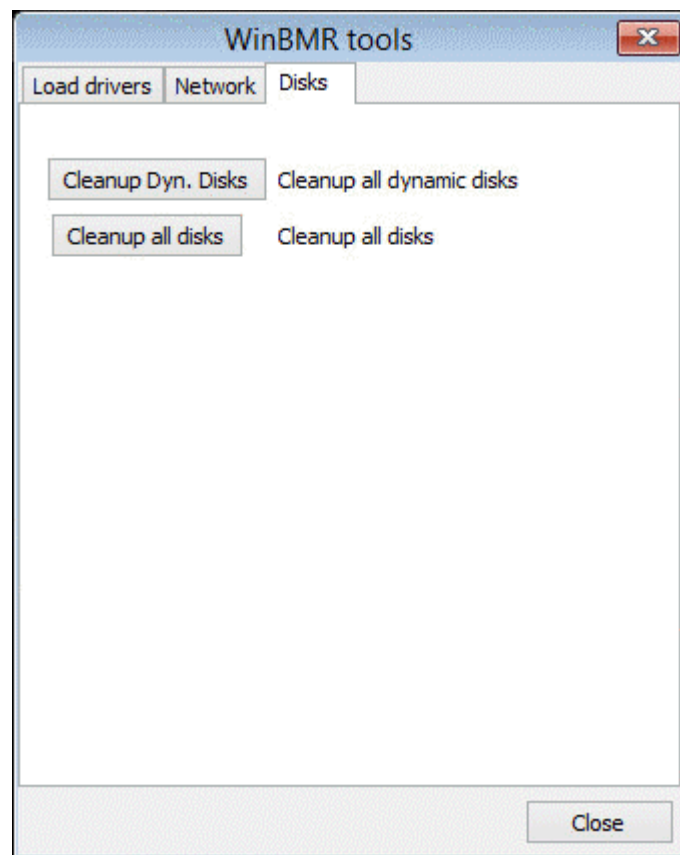 WinBMR tools
Load drivers Network Disks
Cleanup Dyn. Disks Cleanup all dynamic disks
Cleanup all disks Cleanup all disks
Close